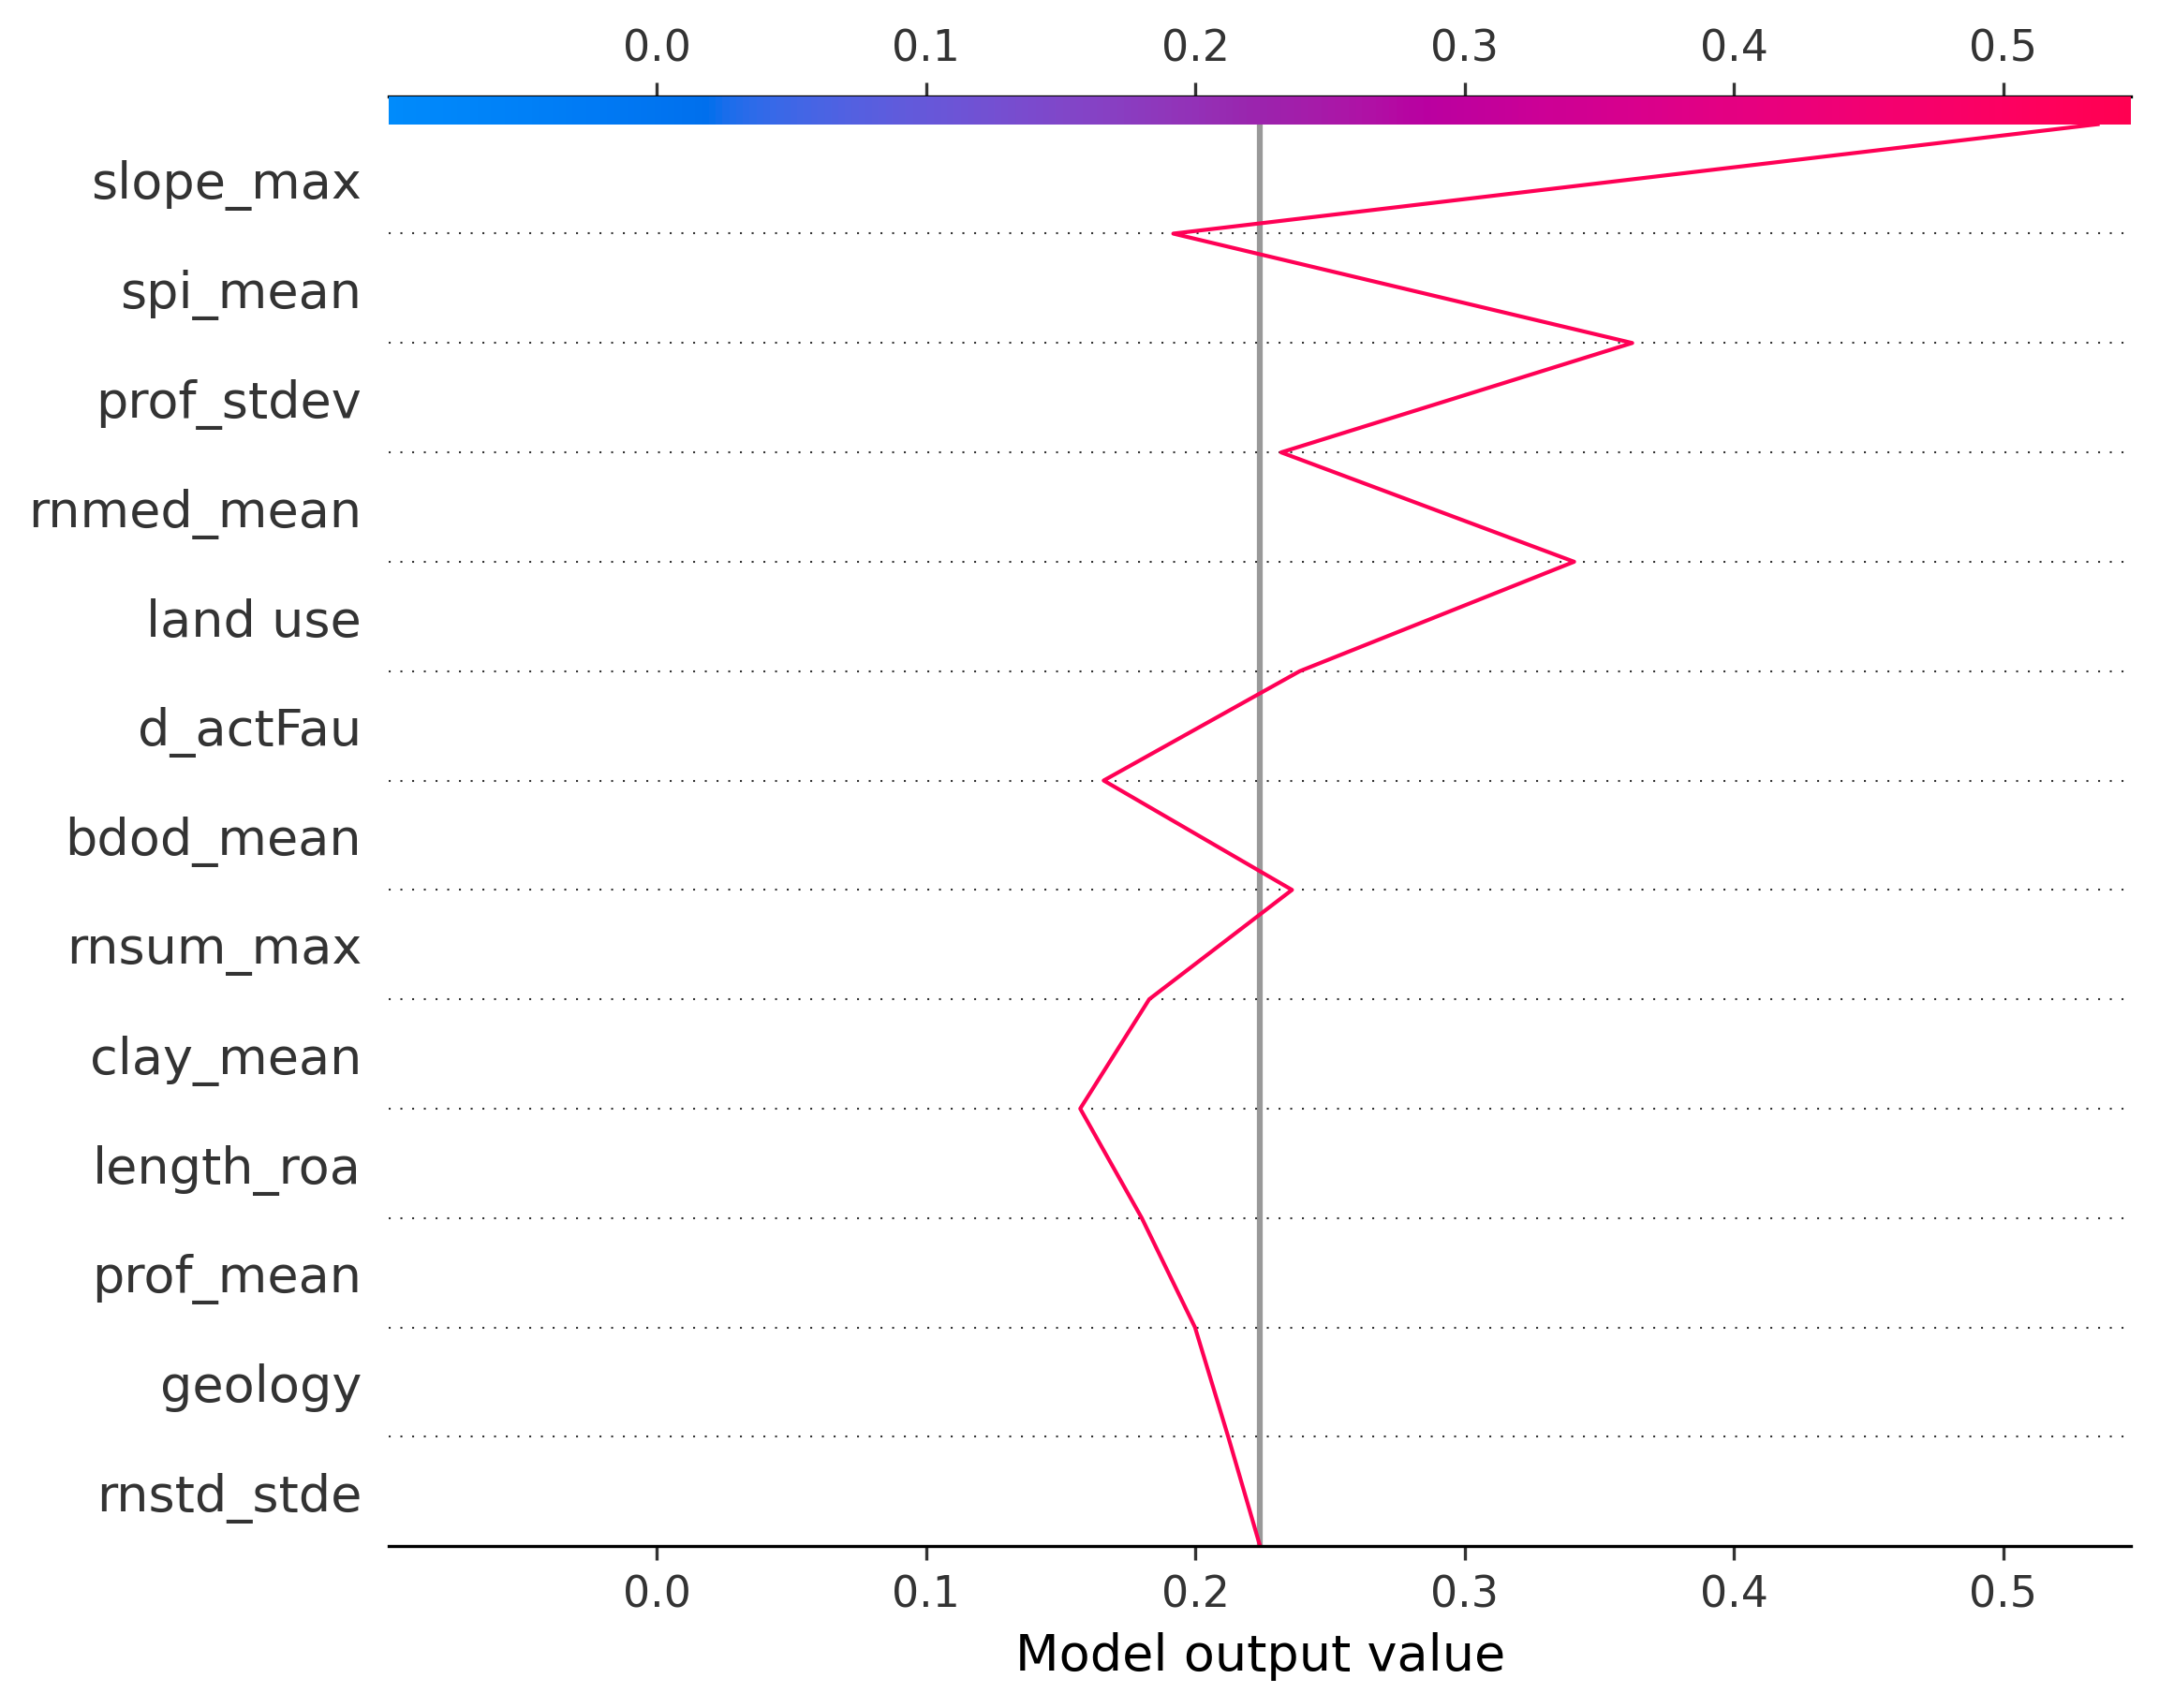 0.0 0.1 0.2 0.3 0.4 0.5
slope_max
spi_mean
prof_stdev
rnmed_mean
land use
d_actFau
bdod_mean
rnsum_max
clay_mean
length_roa
prof_mean
geology
rnstd_stde
0.0 0.1 0.2 0.3 0.4 0.5
Model output value